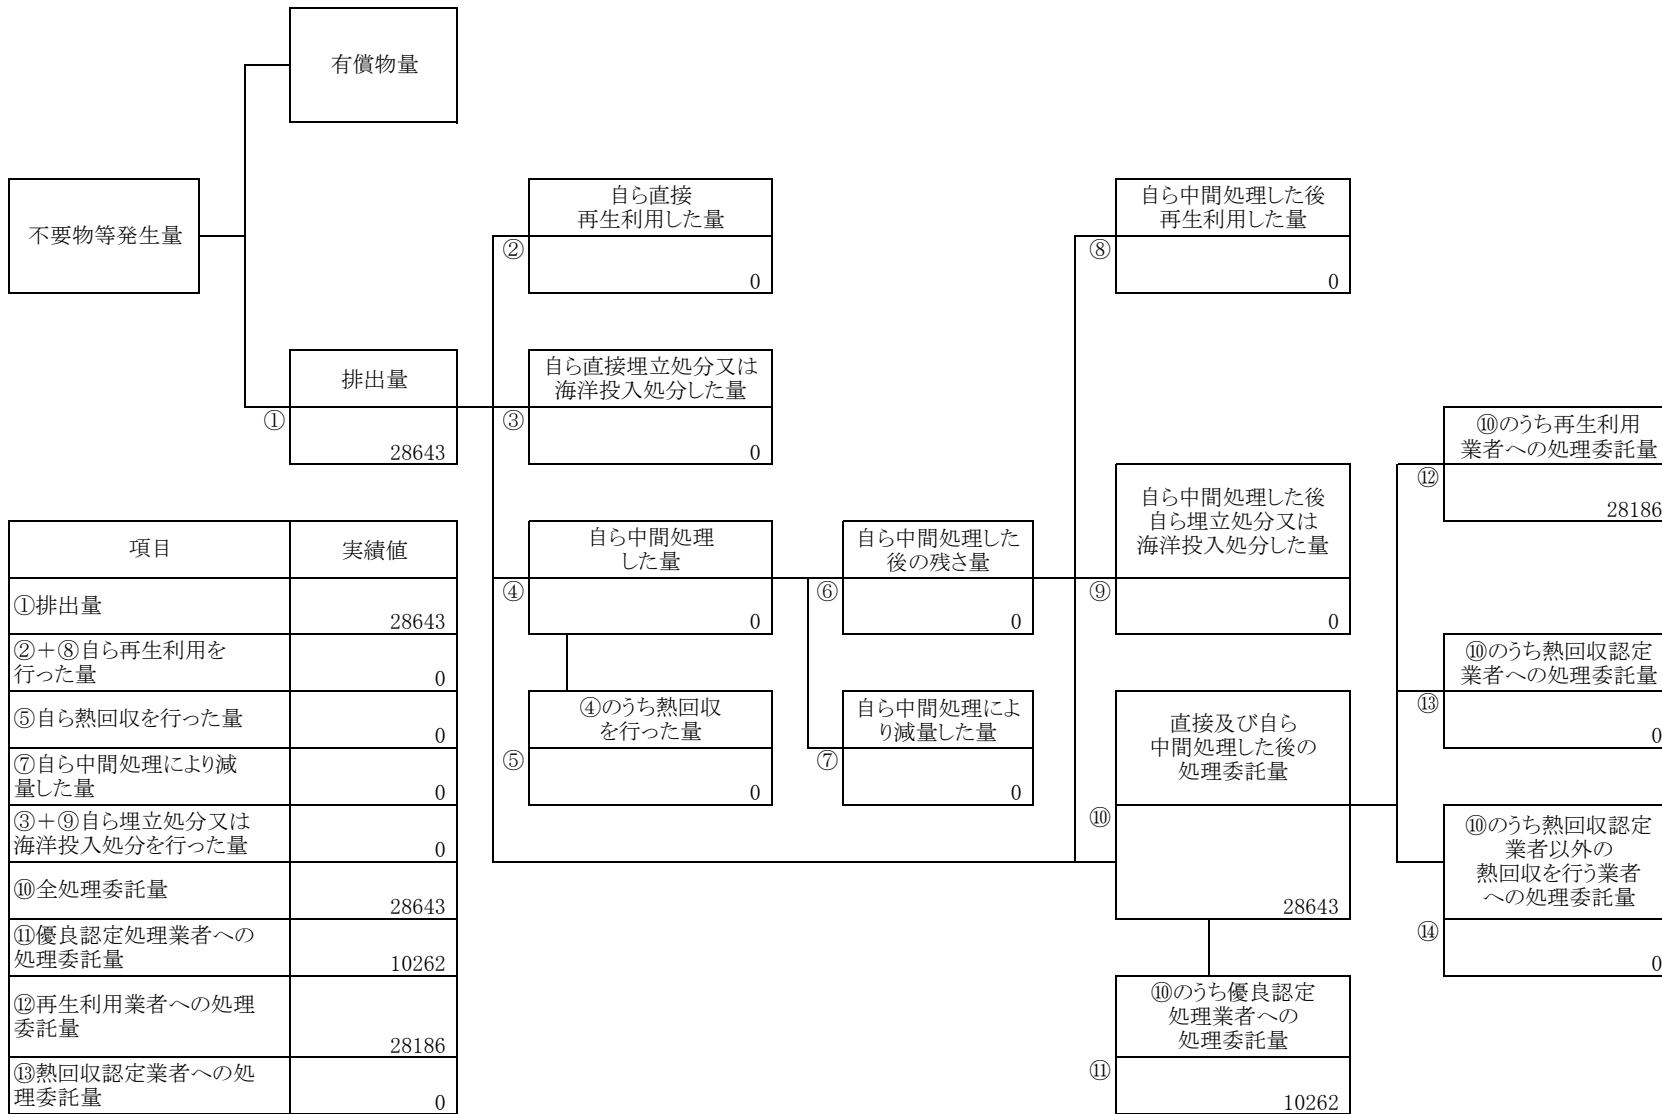 有償物量
不要物等発生量
自ら直接
再生利用した量
②
0
自ら中間処理した後
再生利用した量
⑧
0
排出量
①
28643
自ら直接埋立処分又は
海洋投入処分した量
③
0
⑩のうち再生利用
業者への処理委託量
⑫
28186
自ら中間処理
した量
④
0
自ら中間処理した
後の残さ量
⑥
0
自ら中間処理した後
自ら埋立処分又は
海洋投入処分した量
⑨
0
⑩のうち熱回収認定
業者への処理委託量
⑬
0
④のうち熱回収
を行った量
⑤
0
自ら中間処理によ
り減量した量
⑦
0
直接及び自ら
中間処理した後の
処理委託量
⑩
28643
⑩のうち熱回収認定
業者以外の
熱回収を行う業者
への処理委託量
⑭
0
⑩のうち優良認定
処理業者への
処理委託量
⑪
10262
項目 実績値
①排出量
28643
②+⑧自ら再生利用を
行った量 0
⑤自ら熱回収を行った量
0
⑦自ら中間処理により減
量した量 0
③+⑨自ら埋立処分又は
海洋投入処分を行った量 0
⑩全処理委託量
28643
⑪優良認定処理業者への
処理委託量 10262
⑫再生利用業者への処理
委託量
28186
⑬熱回収認定業者への処
理委託量 0